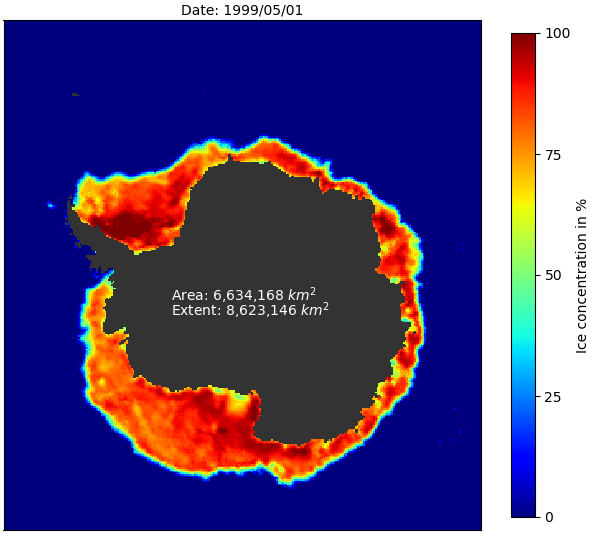 Date: 1999/05/01
100
75
50
25
0
Ice concentration in %
Area: 6,634,168 km²
Extent: 8,623,146 km²